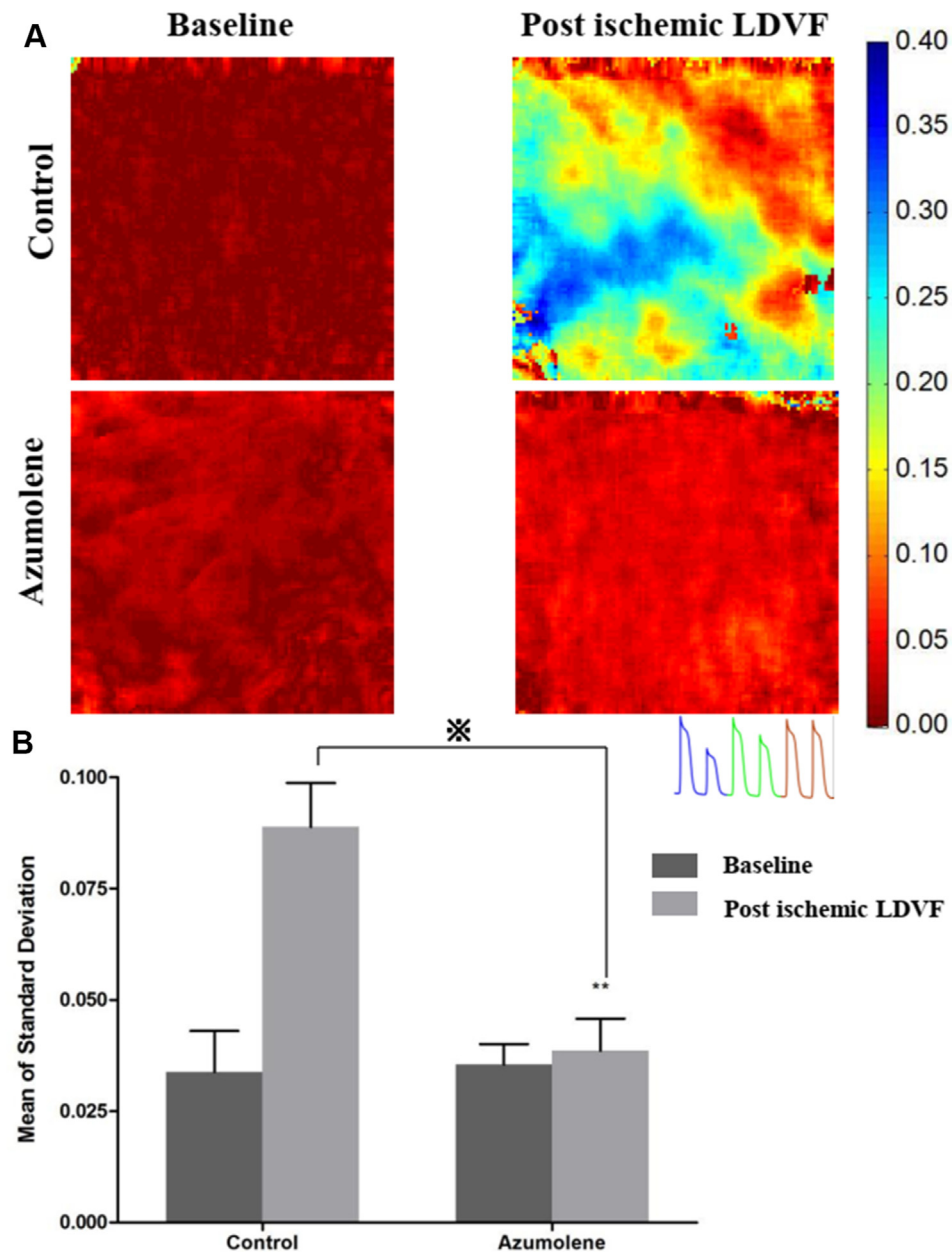 A
Baseline
Post ischemic LDVF
Control
Azumolene
0.40
0.35
0.30
0.25
0.20
0.15
0.10
0.05
0.00
B
※
Mean of Standard Deviation
0.100
0.075
0.050
0.025
0.000
**
Baseline
Post ischemic LDVF
Control
Azumolene